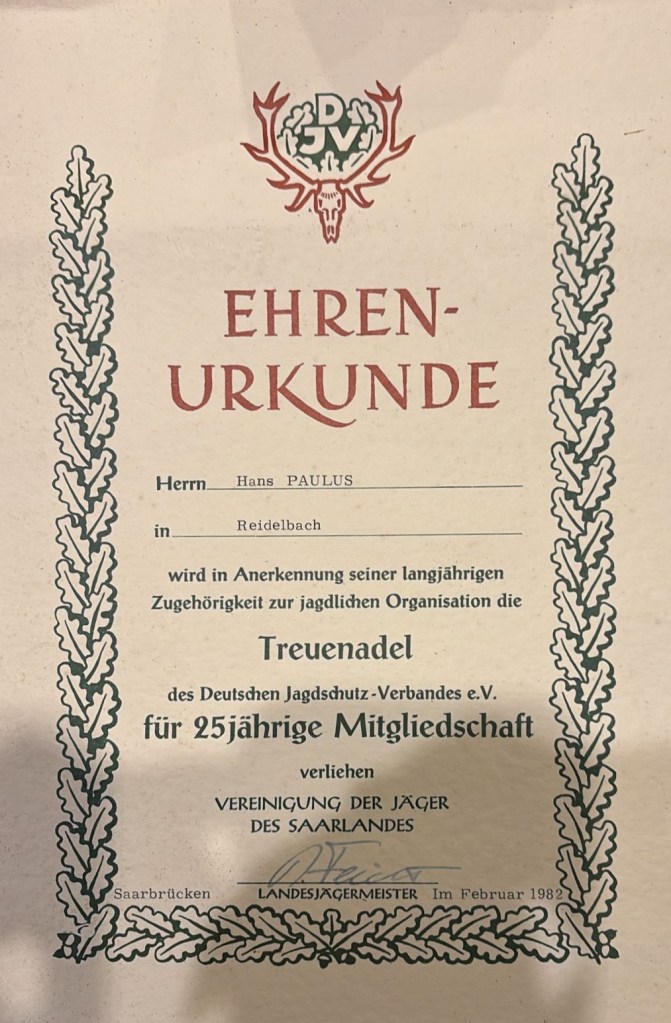 D
JV
EHREN-
URKUNDE
Herrn Hans PAULUS
in Reidelbach
wird in Anerkennung seiner langjährigen
Zugehörigkeit zur jagdlichen Organisation die
Treuenadel
des Deutschen Jagdschutz-Verbandes e.V.
für 25jährige Mitgliedschaft
verliehen
VEREINIGUNG DER JÄGER
DES SAARLANDES
Saarbrücken LANDESJÄGERMEISTER Im Februar 1982